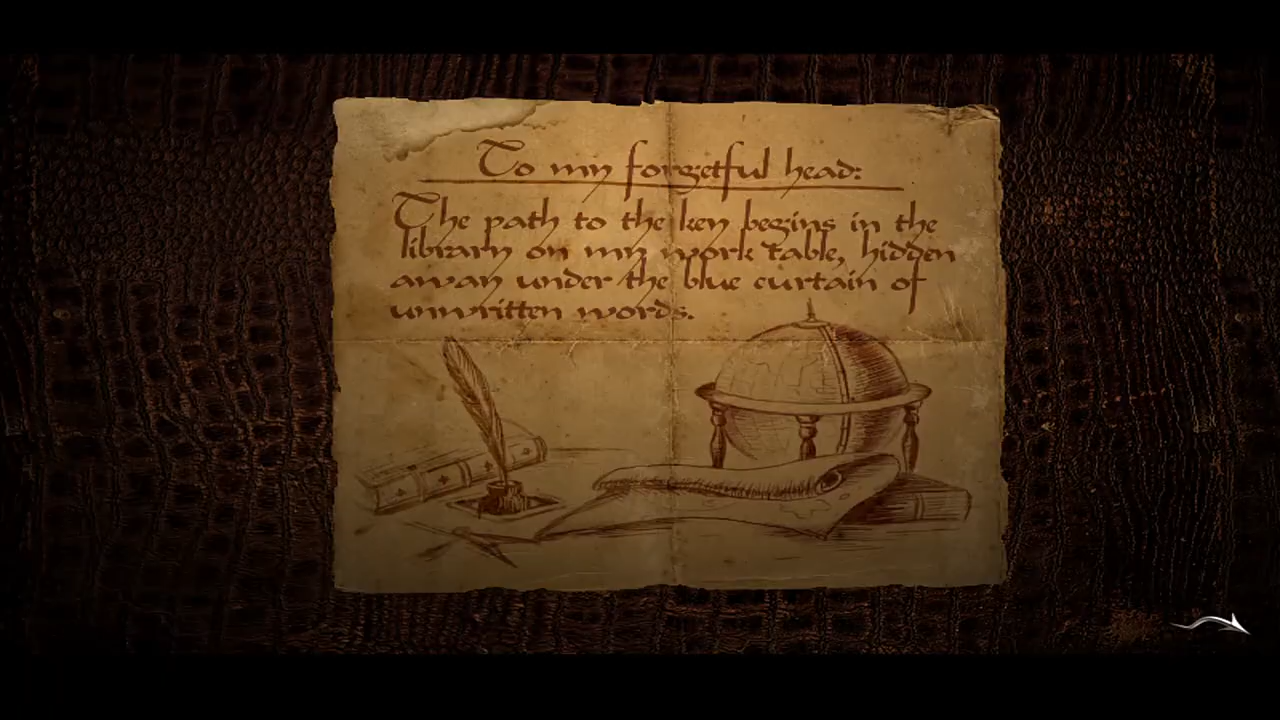 To my forgetful head:
The path to the key begins in the
library on my work table, hidden
away under the blue curtain of
unwritten words.